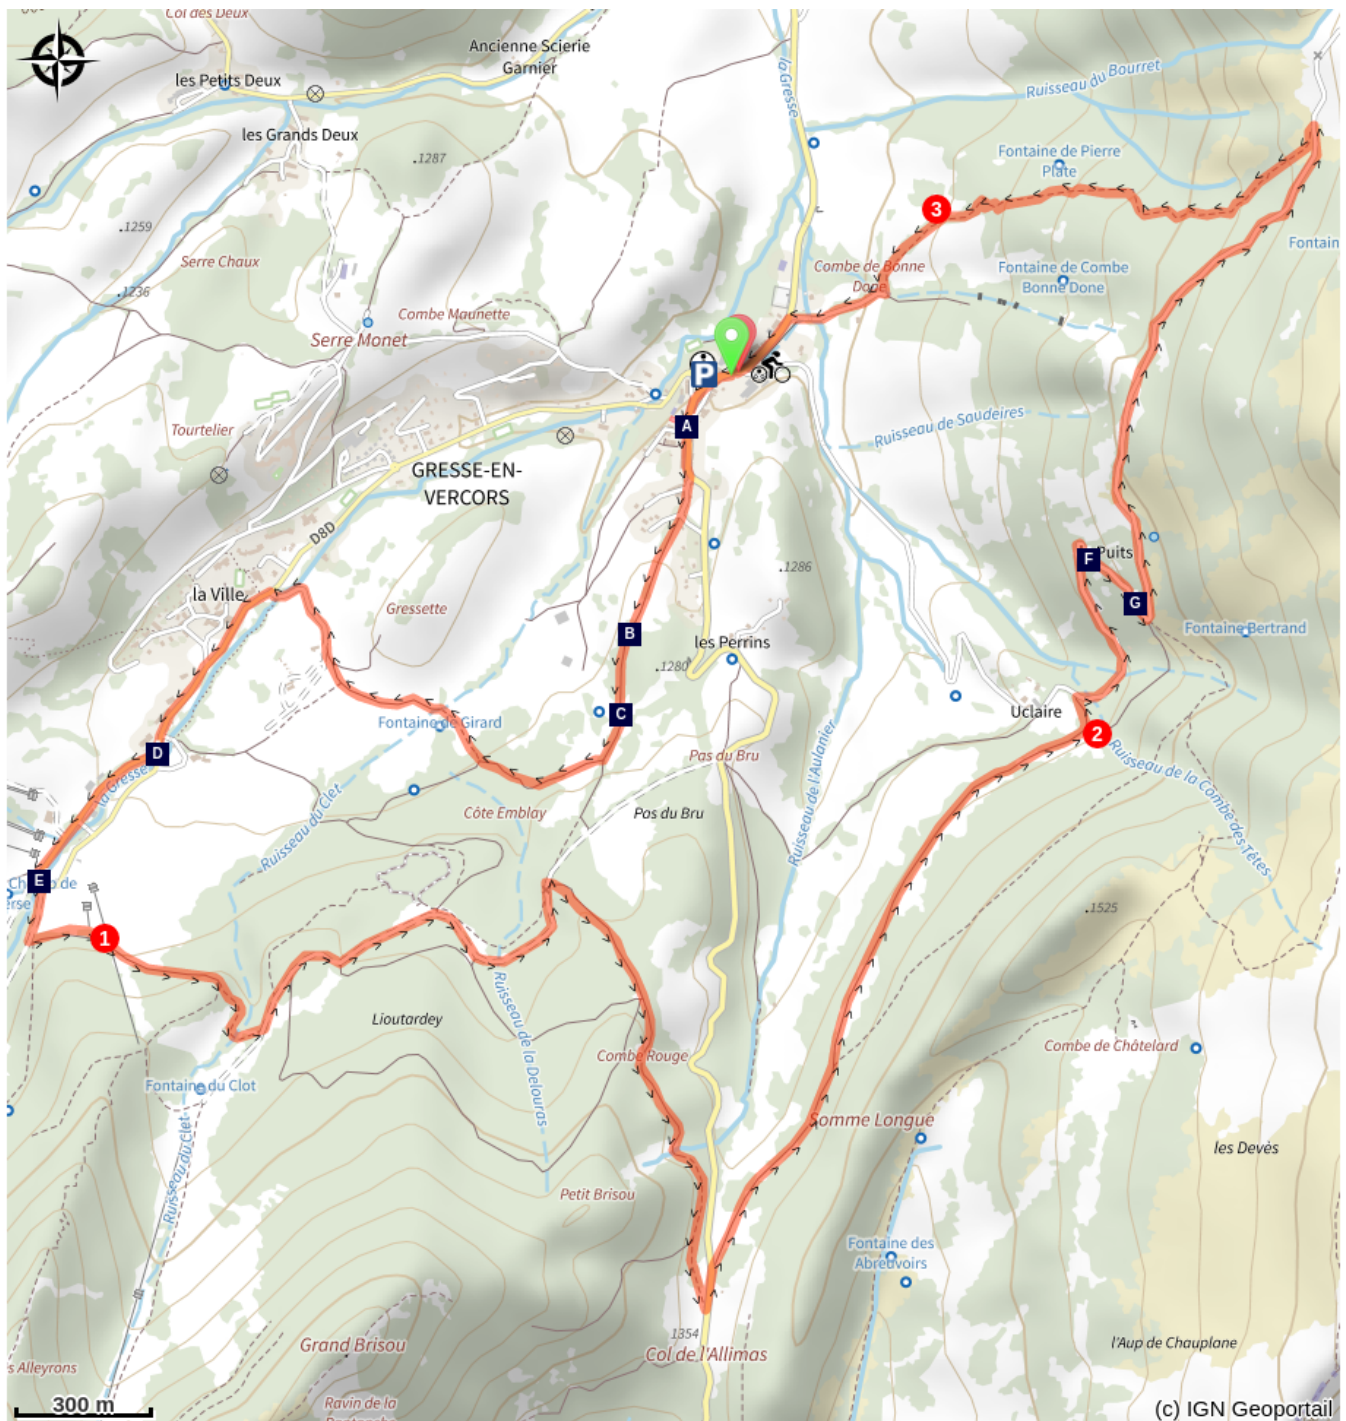 Col des Deux
Ancienne Scierie
Garnier
les Petits Deux
la Gresse
Ruisseau du Bourret
les Grands Deux
.1287
Fontaine de Pierre
Plate
3
.1259
Serre Chaux
Fontain
Combe de Bonne
Done
Fontaine de Combe
Bonne Done
.1236
Combe Maunette
Serre Monet
P
Ruisseau de Saudeires
Tourtelier
A
GRESSE-EN-
VERCORS
D8D
F
Puits
.1286
la Ville
Gressette
G
B
les Perrins
Fontaine Bertrand
.1280
C
Uclaire
Fontaine de Girard
2
D
Pas du Bru
la Gresse
Ruisseau de l'Aulanier
Ruisseau de la Combe des Têtes
Ruisseau du Clet
Côte Emblay
Pos du Bru
E
de
erse
.1525
1
Ruisseau de la Delouras
Lioutardey
Combe Rouge
Combe de Châtelard
Fontaine du Clot
Somme Longue
Ruisseau du Clet
les Devès
Petit Brisou
Fontaine des
Abreuvoirs
1354
Col de l'Allimas
Grand Brisou
l'Aup de Chauplane
s Alleyrons
300 m
Ravin de la
(c) IGN Geoportail